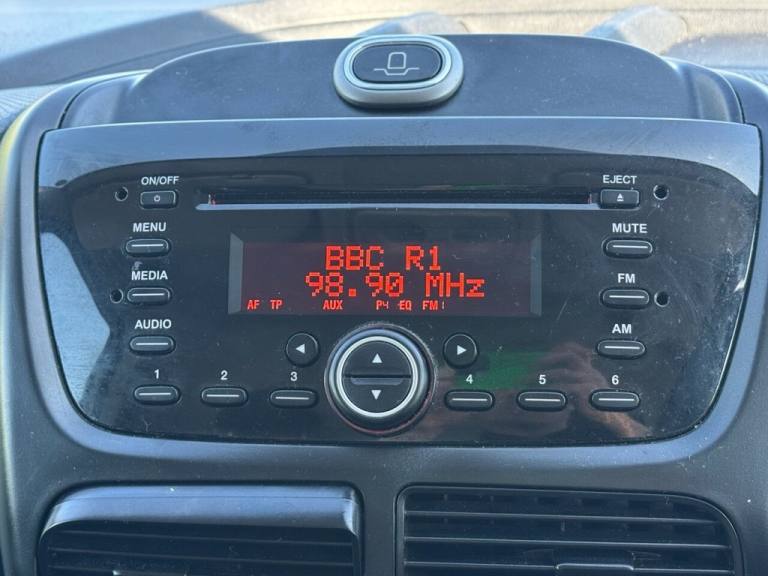 ON/OFF
EJECT
MENU
MUTE
BBC R1
MEDIA
98.90 MHz
FM
AF TP AUX P4 EQ FM1
AUDIO
AM
1 2 3 4 5 6